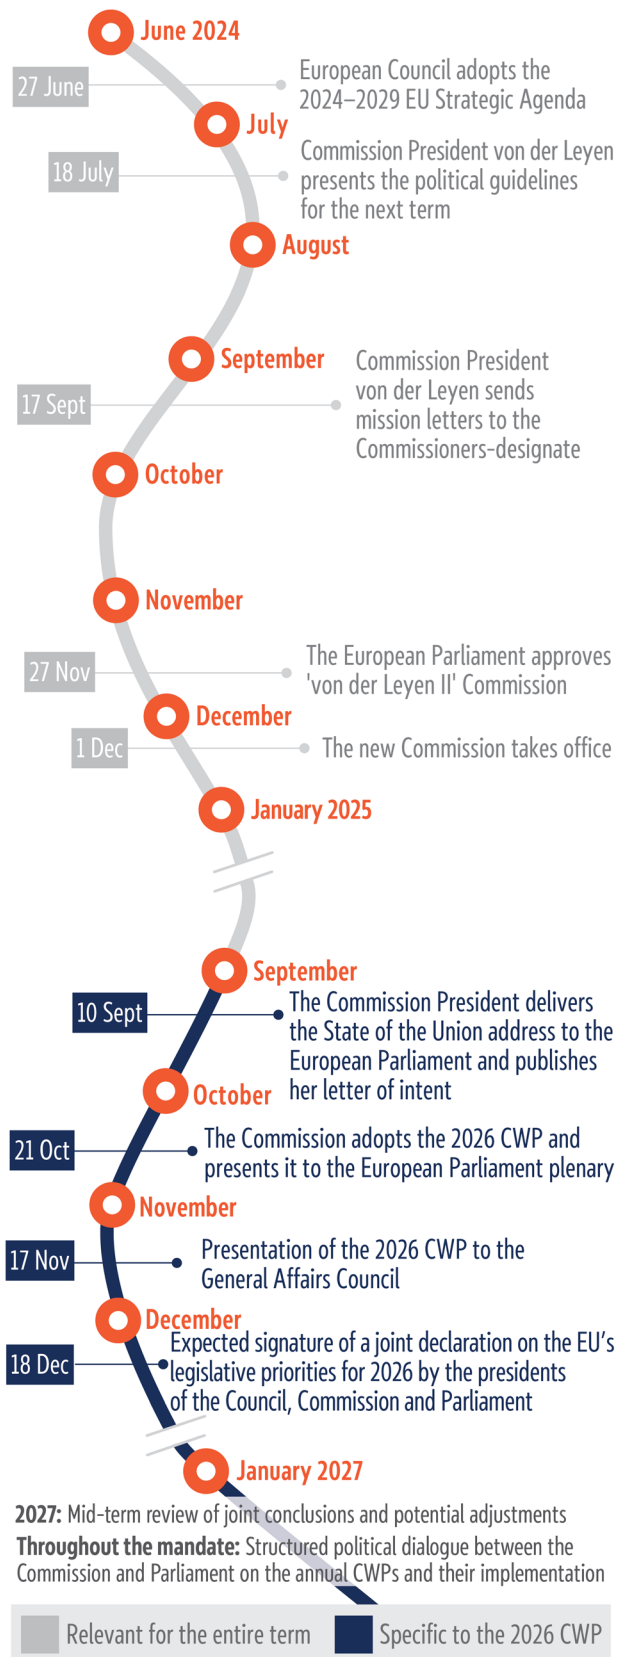 June 2024
27 June
European Council adopts the
2024–2029 EU Strategic Agenda
July
18 July
Commission President von der Leyen
presents the political guidelines
for the next term
August
September
17 Sept
Commission President
von der Leyen sends
mission letters to the
Commissioners-designate
October
November
27 Nov
The European Parliament approves
'von der Leyen II' Commission
December
1 Dec
The new Commission takes office
January 2025
September
10 Sept
The Commission President delivers
the State of the Union address to the
European Parliament and publishes
her letter of intent
October
21 Oct
The Commission adopts the 2026 CWP and
presents it to the European Parliament plenary
November
17 Nov
Presentation of the 2026 CWP to the
General Affairs Council
December
18 Dec
Expected signature of a joint declaration on the EU’s
legislative priorities for 2026 by the presidents
of the Council, Commission and Parliament
January 2027
2027: Mid-term review of joint conclusions and potential adjustments
Throughout the mandate: Structured political dialogue between the
Commission and Parliament on the annual CWPs and their implementation
Relevant for the entire term
Specific to the 2026 CWP